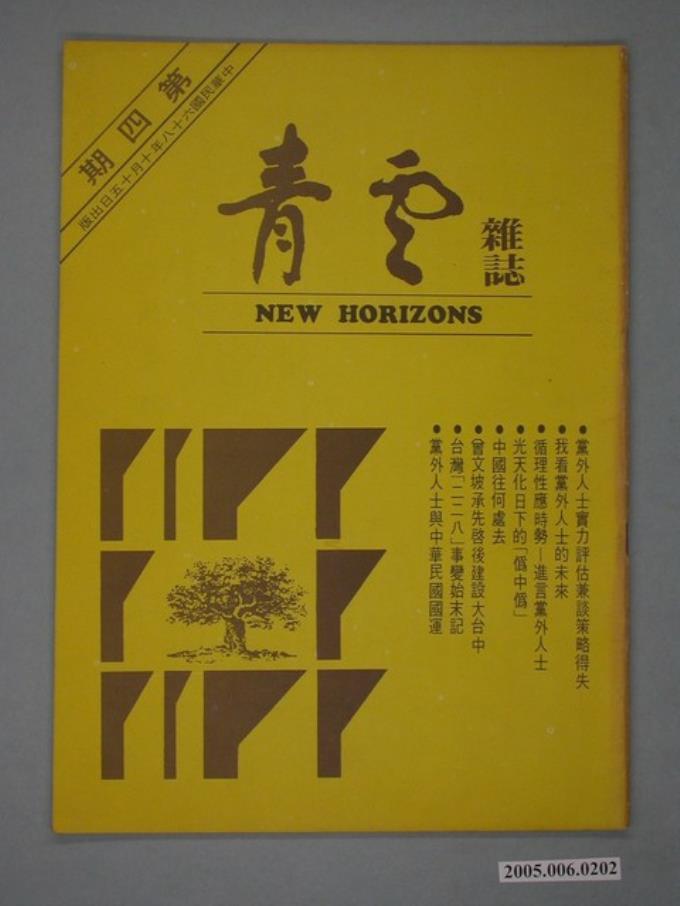 第四期
中華民國六十八年十月十五日出版
青雲
雜誌
NEW HORIZONS
●黨外人士實力評估兼談策略得失
●我看黨外人士的未來
●循理性應時勢—進言黨外人士
●光天化日下的「僞中僞」
●中國往何處去
●曾文坡承先啓後建設大台中
●台灣「二二八」事變始末記
●黨外人士與中華民國國運
2005.006.0202